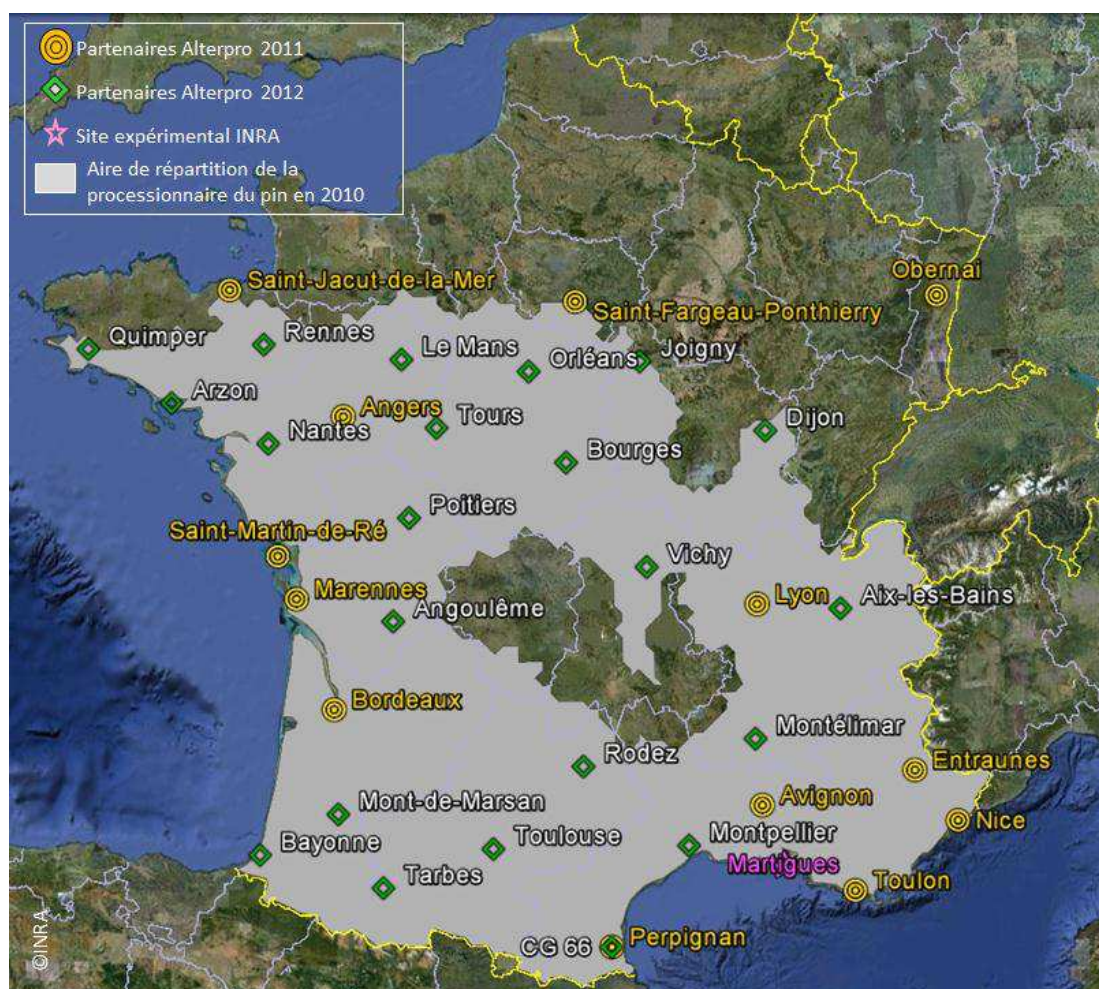 Partenaires Alterpro 2011
Partenaires Alterpro 2012
Site expérimental INRA
Aire de répartition de la
processionnaire du pin en 2010
Saint-Jacut-de-la-Mer
Obernai
Saint-Fargeau-Ponthierry
Quimper
Rennes
Le Mans
Orléans
Joigny
Arzon
Angers
Tours
Dijon
Nantes
Bourges
Poitiers
Saint-Martin-de-Ré
Vichy
Marennes
Angoulême
Lyon
Aix-les-Bains
Bordeaux
Montélimar
Rodez
Entraunes
Mont-de-Marsan
Avignon
Nice
Bayonne
Toulouse
Montpellier
Martigues
Tarbes
Toulon
CG 66
Perpignan
©INRA